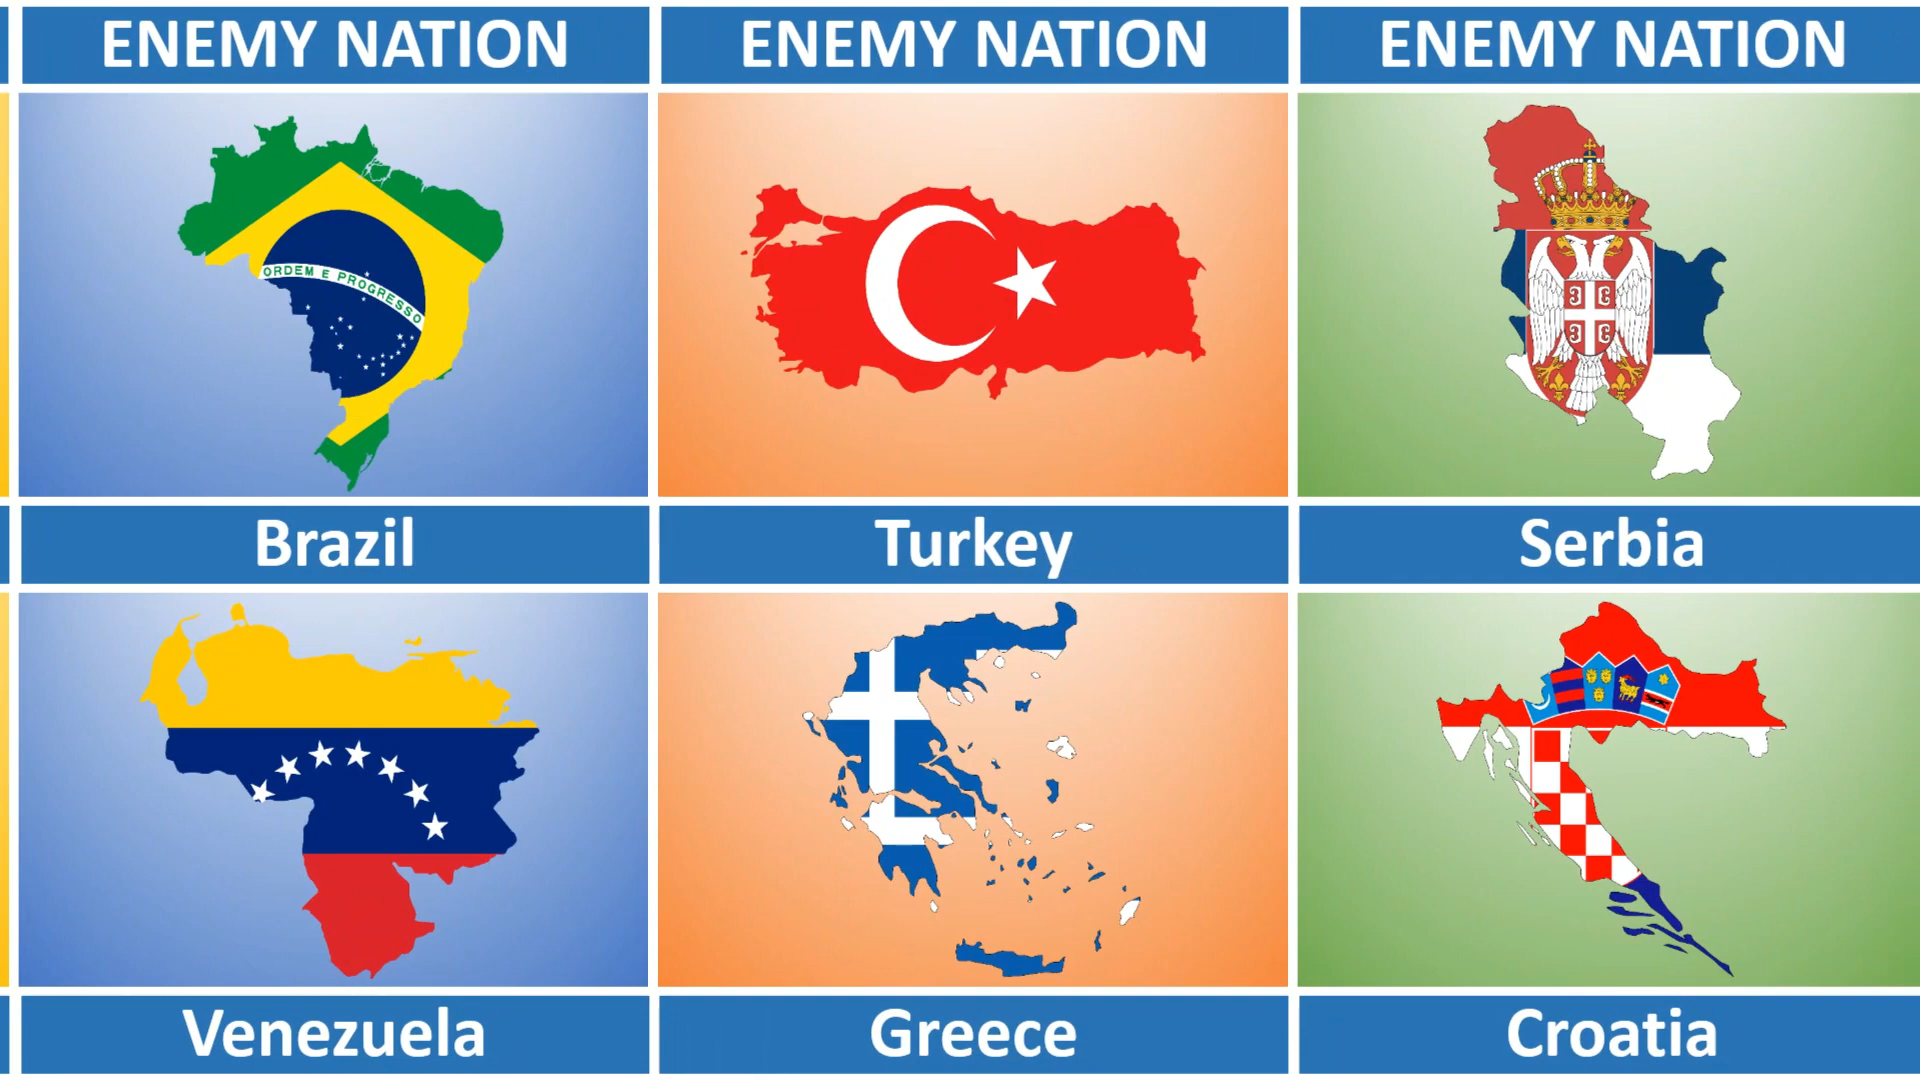 ENEMY NATION
ENEMY NATION
ENEMY NATION
ORDEM E PROGRESSO
Brazil
Turkey
Serbia
Venezuela
Greece
Croatia